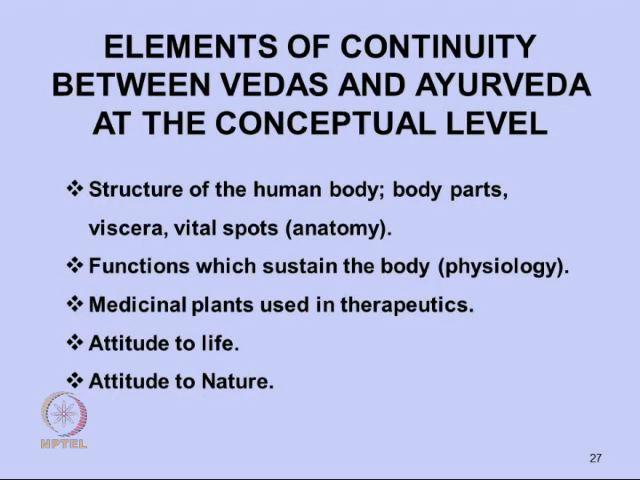 ELEMENTS OF CONTINUITY
BETWEEN VEDAS AND AYURVEDA
AT THE CONCEPTUAL LEVEL
❖ Structure of the human body; body parts,
viscera, vital spots (anatomy).
❖ Functions which sustain the body (physiology).
❖ Medicinal plants used in therapeutics.
❖ Attitude to life.
❖ Attitude to Nature.
NPTEL
27